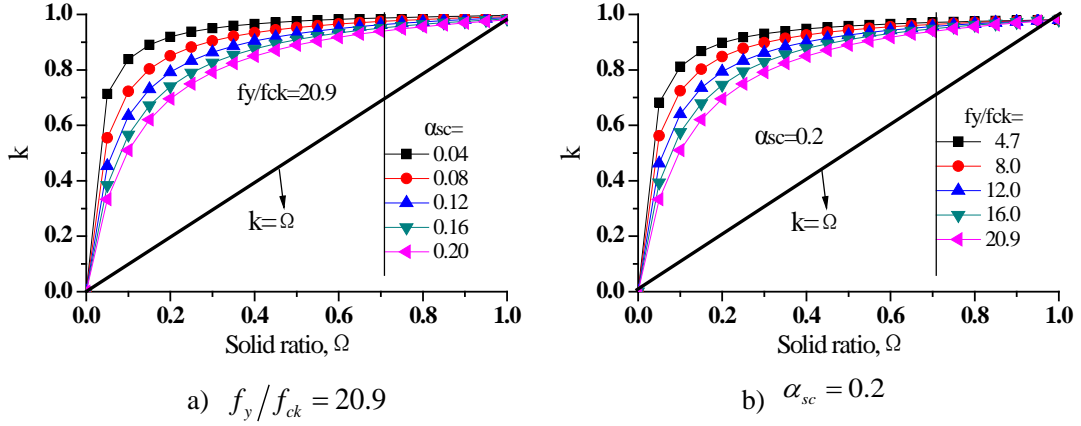 1.0
0.8
0.6
0.4
0.2
0.0
k
fy/fck=20.9
αsc=
0.04
0.08
0.12
0.16
0.20
k=Ω
0.0 0.2 0.4 0.6 0.8 1.0
Solid ratio, Ω
a) f_y/f_ck = 20.9
1.0
0.8
0.6
0.4
0.2
0.0
k
αsc=0.2
fy/fck=
4.7
8.0
12.0
16.0
20.9
k=Ω
0.0 0.2 0.4 0.6 0.8 1.0
Solid ratio, Ω
b) α_sc = 0.2